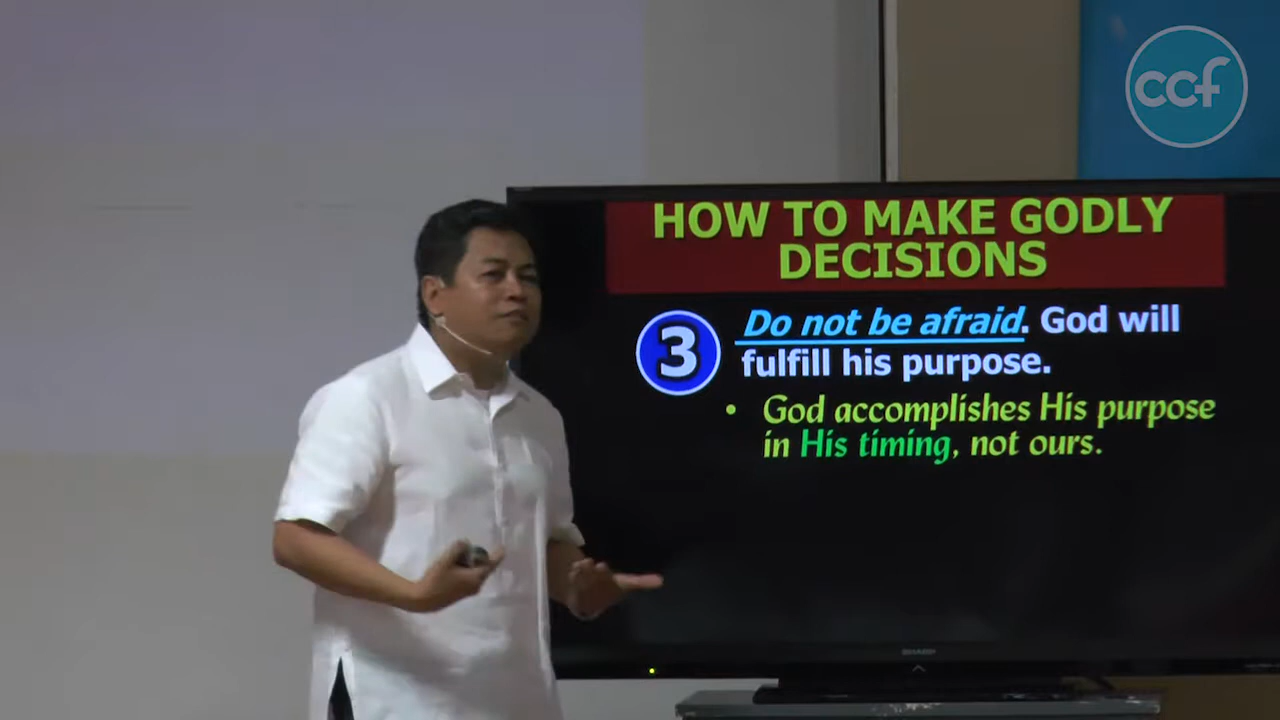 ccf
HOW TO MAKE GODLY
DECISIONS
3
Do not be afraid. God will
fulfill his purpose.
• God accomplishes His purpose
in His timing, not ours.
SHARP